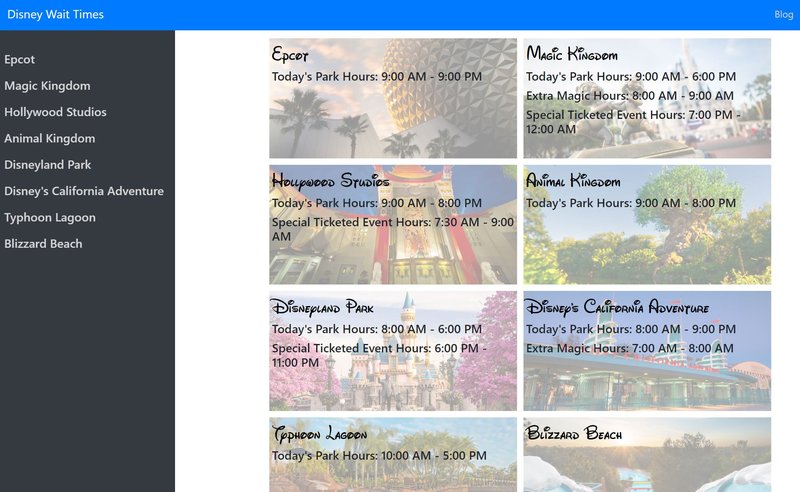 Disney Wait Times
Blog
Epcot
Magic Kingdom
Hollywood Studios
Animal Kingdom
Disneyland Park
Disney's California Adventure
Typhoon Lagoon
Blizzard Beach
Epcot
Today's Park Hours: 9:00 AM - 9:00 PM
Magic Kingdom
Today's Park Hours: 9:00 AM - 6:00 PM
Extra Magic Hours: 8:00 AM - 9:00 AM
Special Ticketed Event Hours: 7:00 PM -
12:00 AM
Hollywood Studios
Today's Park Hours: 9:00 AM - 8:00 PM
Special Ticketed Event Hours: 7:30 AM - 9:00
AM
Animal Kingdom
Today's Park Hours: 9:00 AM - 8:00 PM
Disneyland Park
Today's Park Hours: 8:00 AM - 6:00 PM
Special Ticketed Event Hours: 6:00 PM -
11:00 PM
Disney's California Adventure
Today's Park Hours: 8:00 AM - 9:00 PM
Extra Magic Hours: 7:00 AM - 8:00 AM
Typhoon Lagoon
Today's Park Hours: 10:00 AM - 5:00 PM
Blizzard Beach